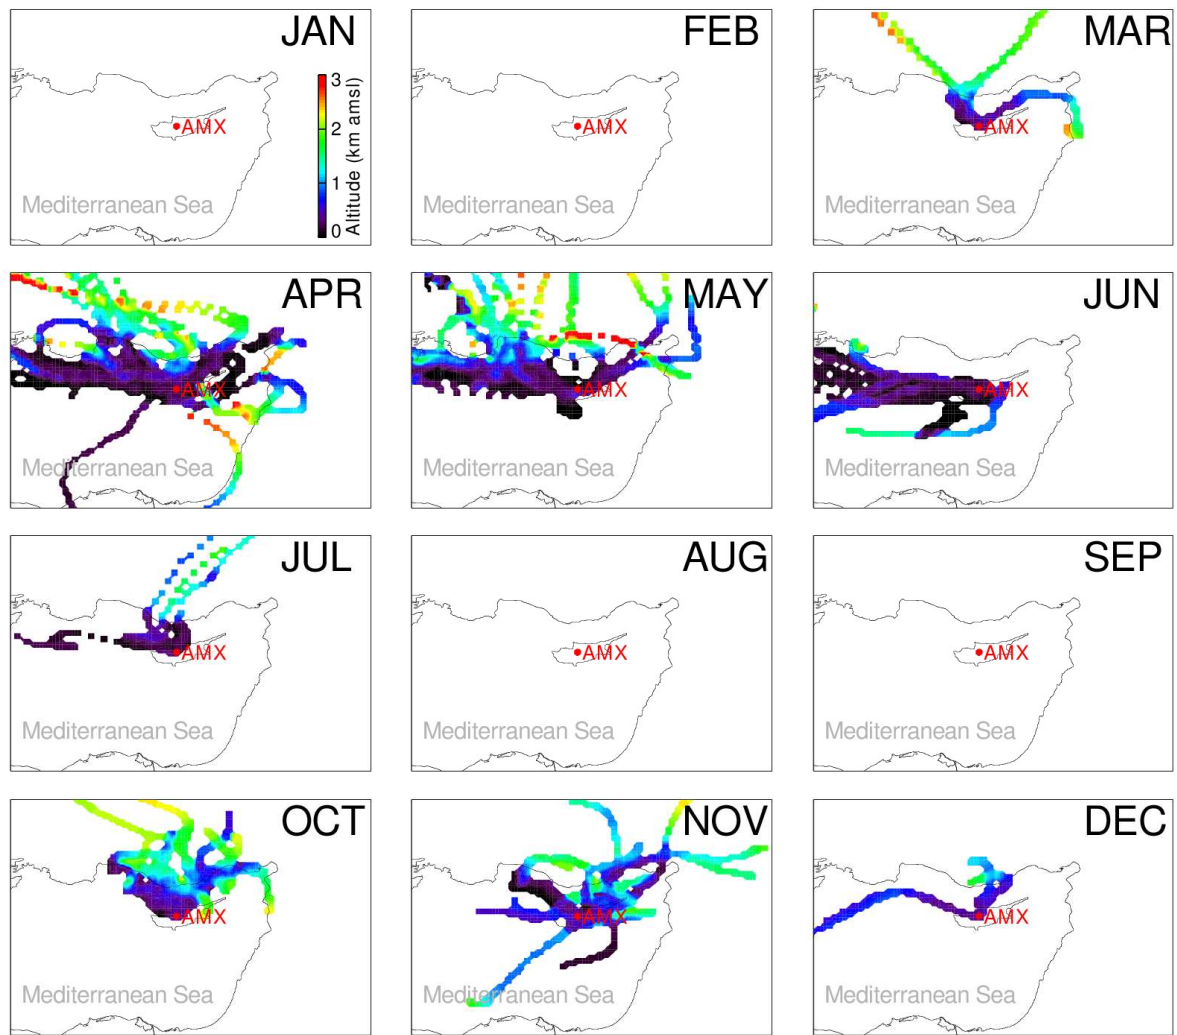 JAN
3
2
1
0
Altitude (km amsl)
AMX
Mediterranean Sea
FEB
AMX
Mediterranean Sea
MAR
AMX
Mediterranean Sea
APR
AMX
Mediterranean Sea
MAY
AMX
Mediterranean Sea
JUN
AMX
Mediterranean Sea
JUL
AMX
Mediterranean Sea
AUG
AMX
Mediterranean Sea
SEP
AMX
Mediterranean Sea
OCT
AMX
Mediterranean Sea
NOV
AMX
Mediterranean Sea
DEC
AMX
Mediterranean Sea